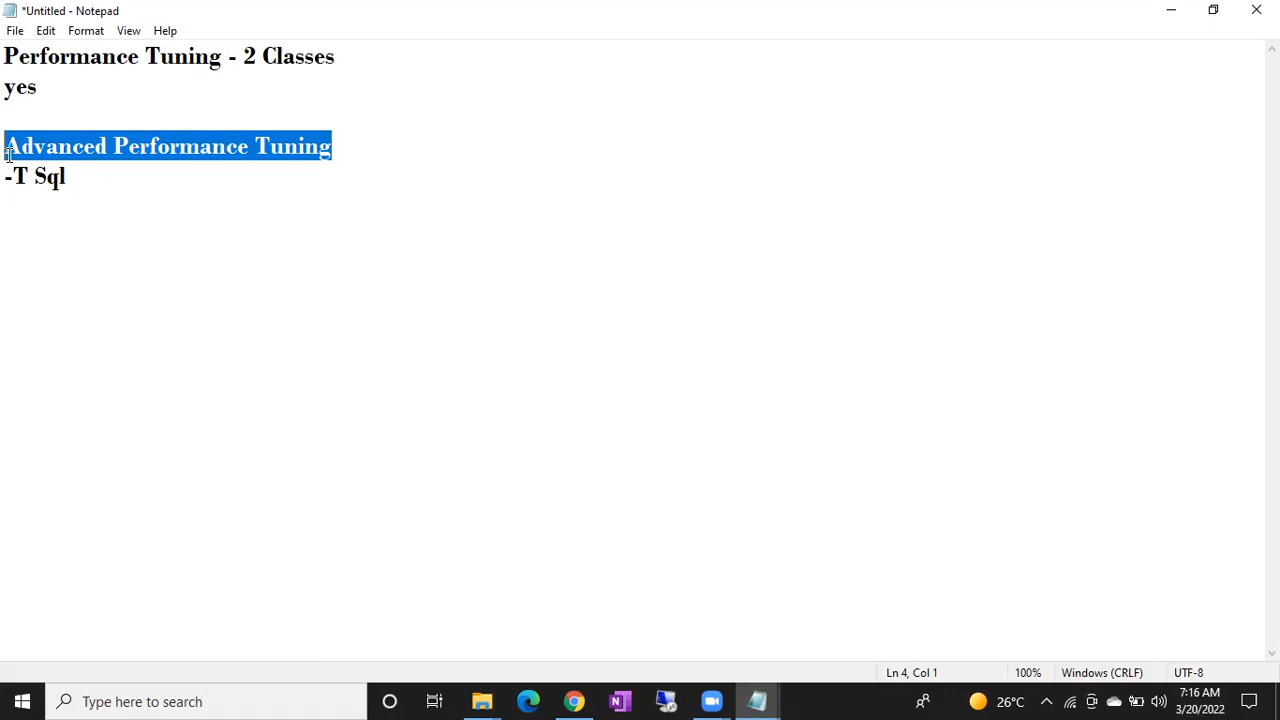 *Untitled - Notepad
File Edit Format View Help
Performance Tuning - 2 Classes
yes
Advanced Performance Tuning
-T Sql
Ln 4, Col 1 100% Windows (CRLF) UTF-8
Type here to search
26°C
7:16 AM
3/20/2022